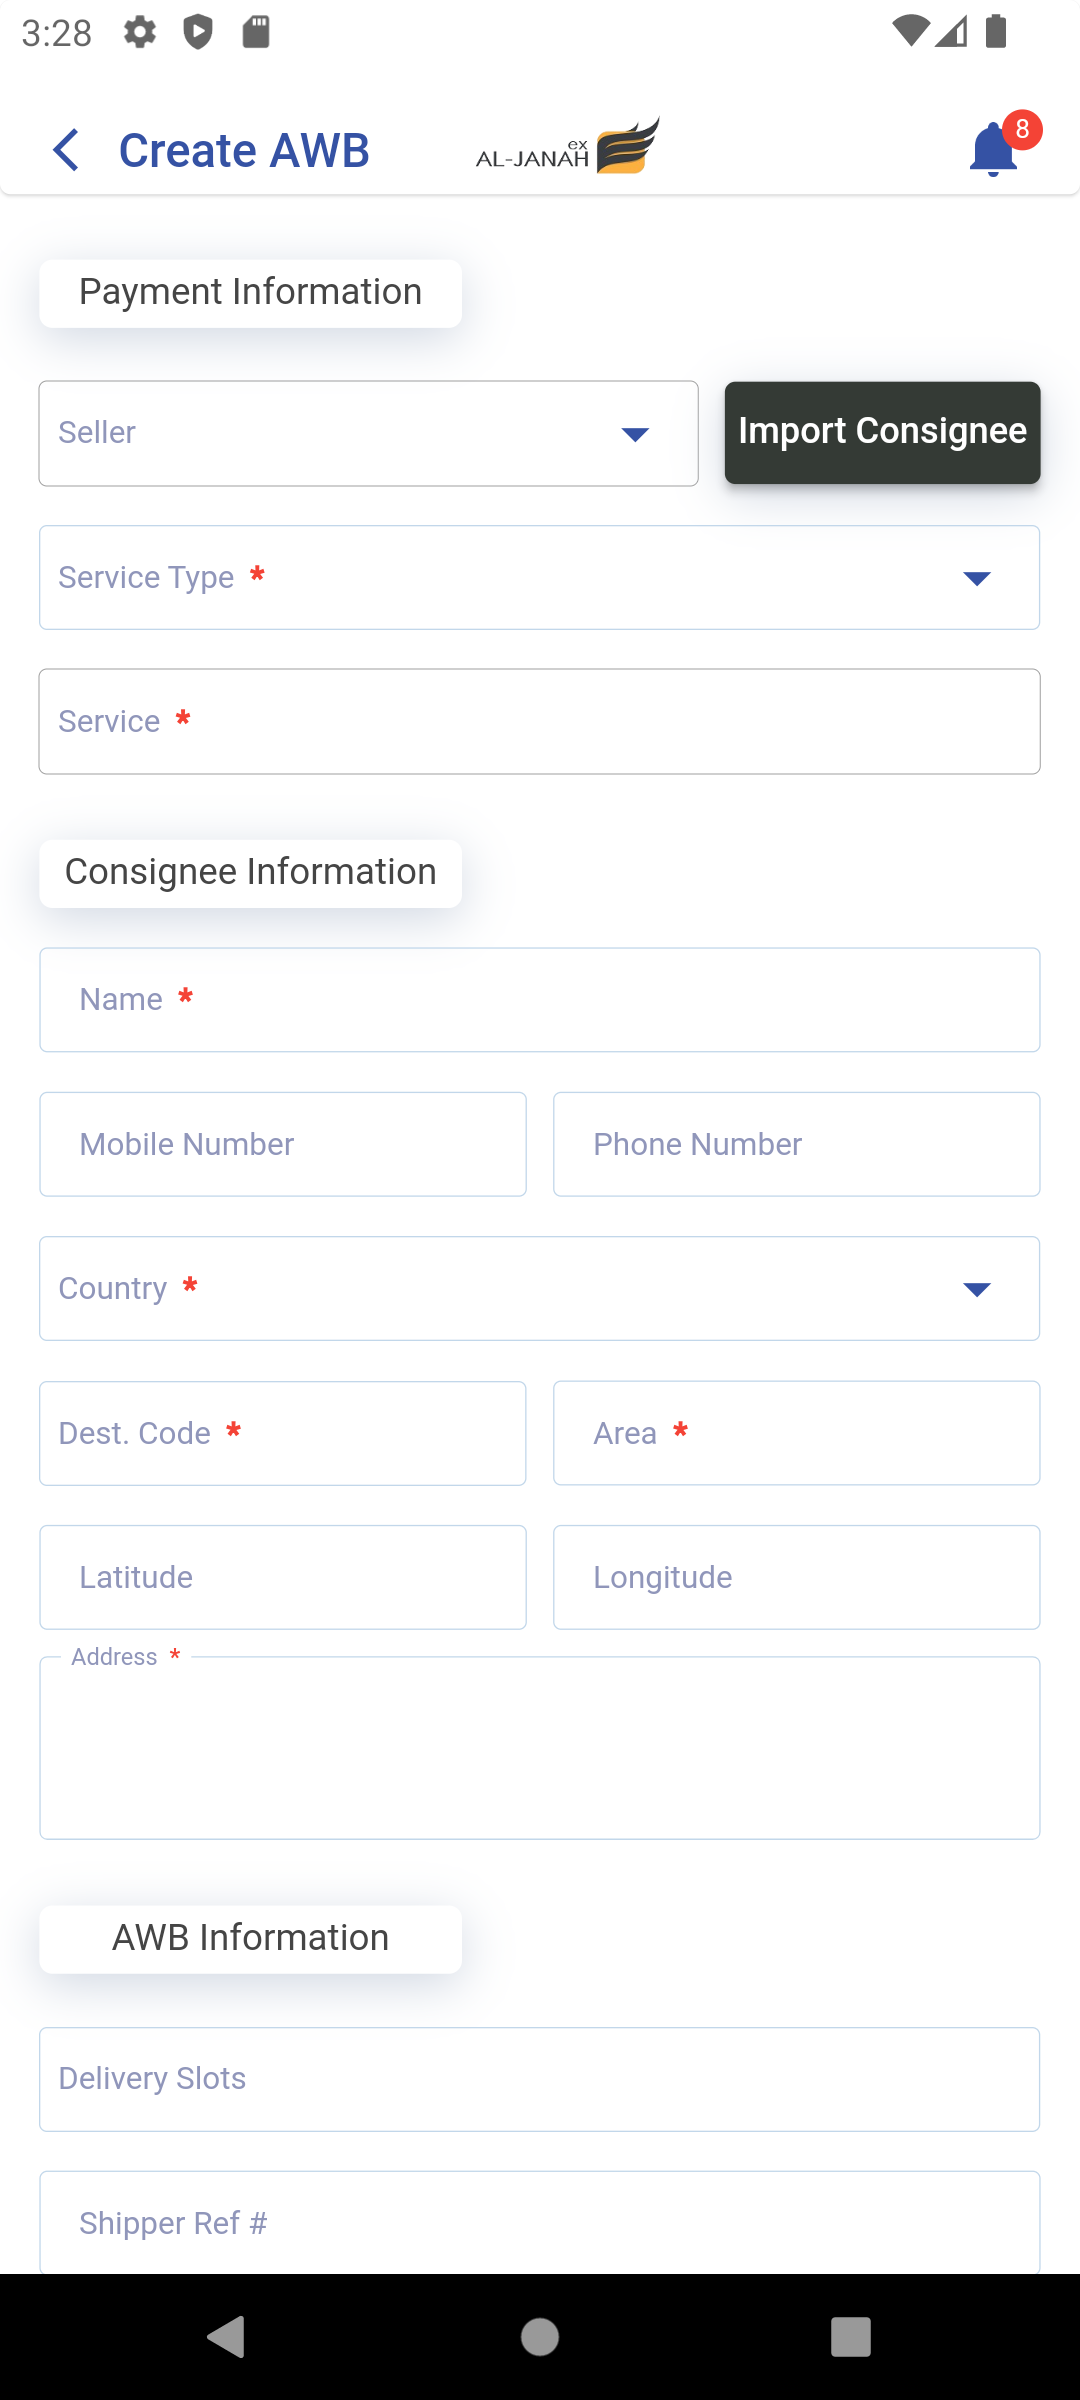 3:28
Create AWB
ex
AL-JANAH
8
Payment Information
Seller
Import Consignee
Service Type *
Service *
Consignee Information
Name *
Mobile Number
Phone Number
Country *
Dest. Code *
Area *
Latitude
Longitude
Address *
AWB Information
Delivery Slots
Shipper Ref #